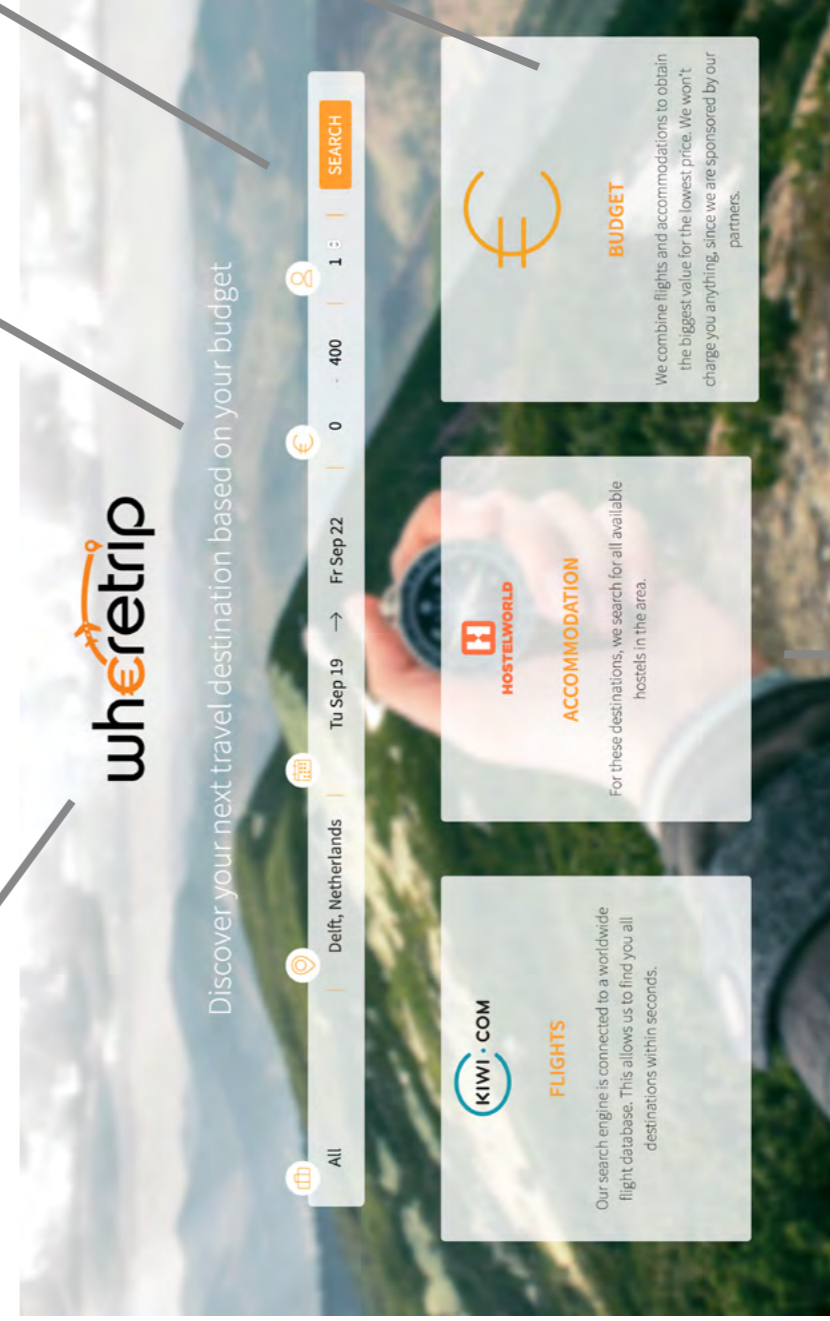 wheretrip
Discover your next travel destination based on your budget
All
Delft, Netherlands
Tu Sep 19 → Fr Sep 22
0 - 400
1
SEARCH
KIWI.COM
FLIGHTS
Our search engine is connected to a worldwide
flight database. This allows us to find you all
destinations within seconds.
H
HOSTELWORLD
ACCOMMODATION
For these destinations, we search for all available
hostels in the area.
€
BUDGET
We combine flights and accommodations to obtain
the biggest value for the lowest price. We won't
charge you anything, since we are sponsored by our
partners.